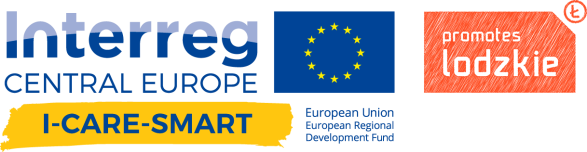 Interreg
CENTRAL EUROPE
I-CARE-SMART
European Union
European Regional
Development Fund
promotes
lodzkie
Ł